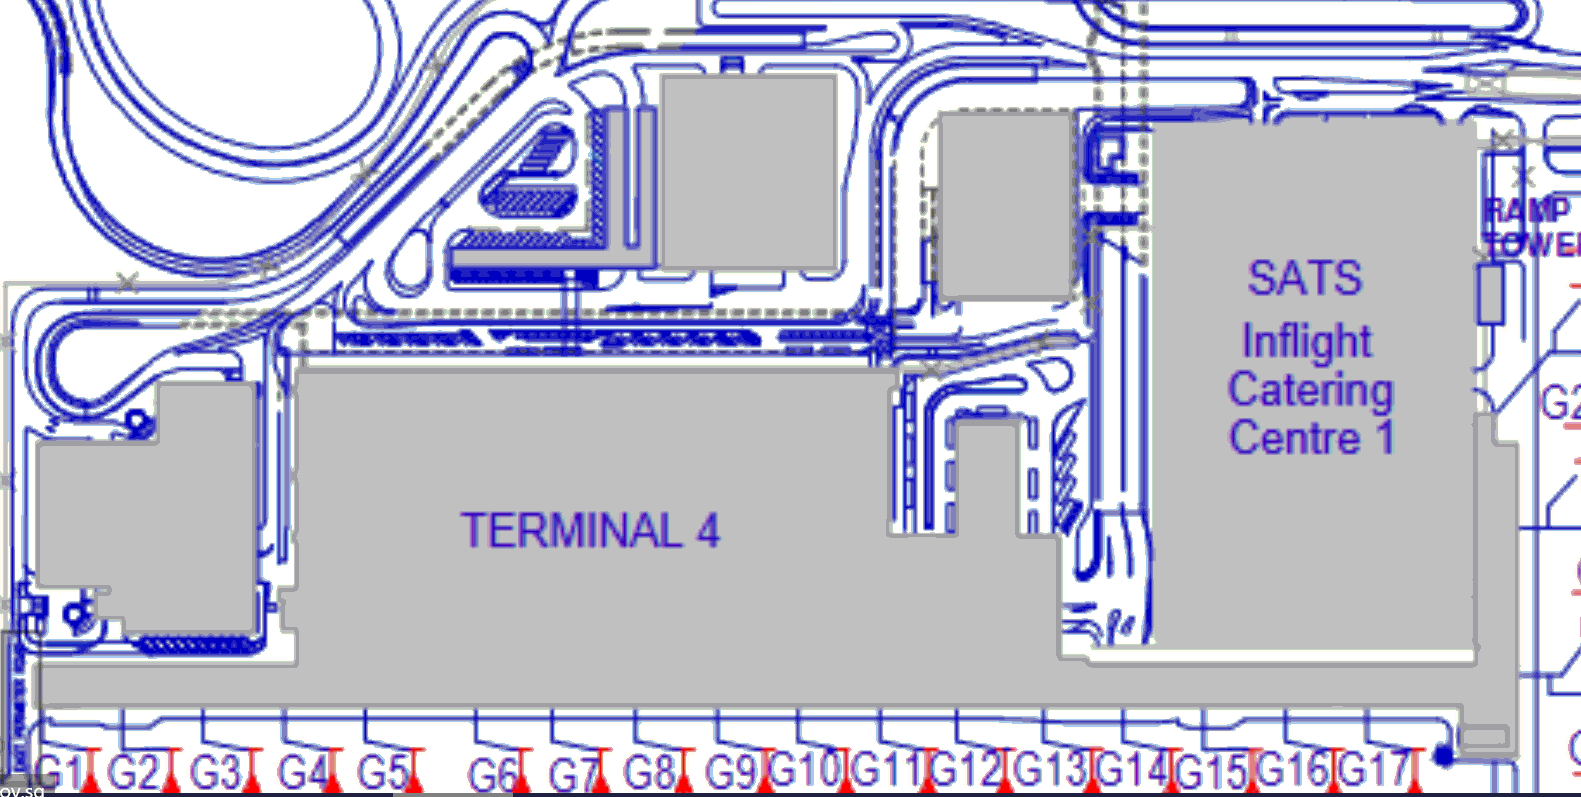 RAMP
TOWE
SATS
Inflight
Catering
Centre 1
G2
TERMINAL 4
G1 G2 G3 G4 G5 G6 G7 G8 G9 G10 G11 G12 G13 G14 G15 G16 G17
ov.sg